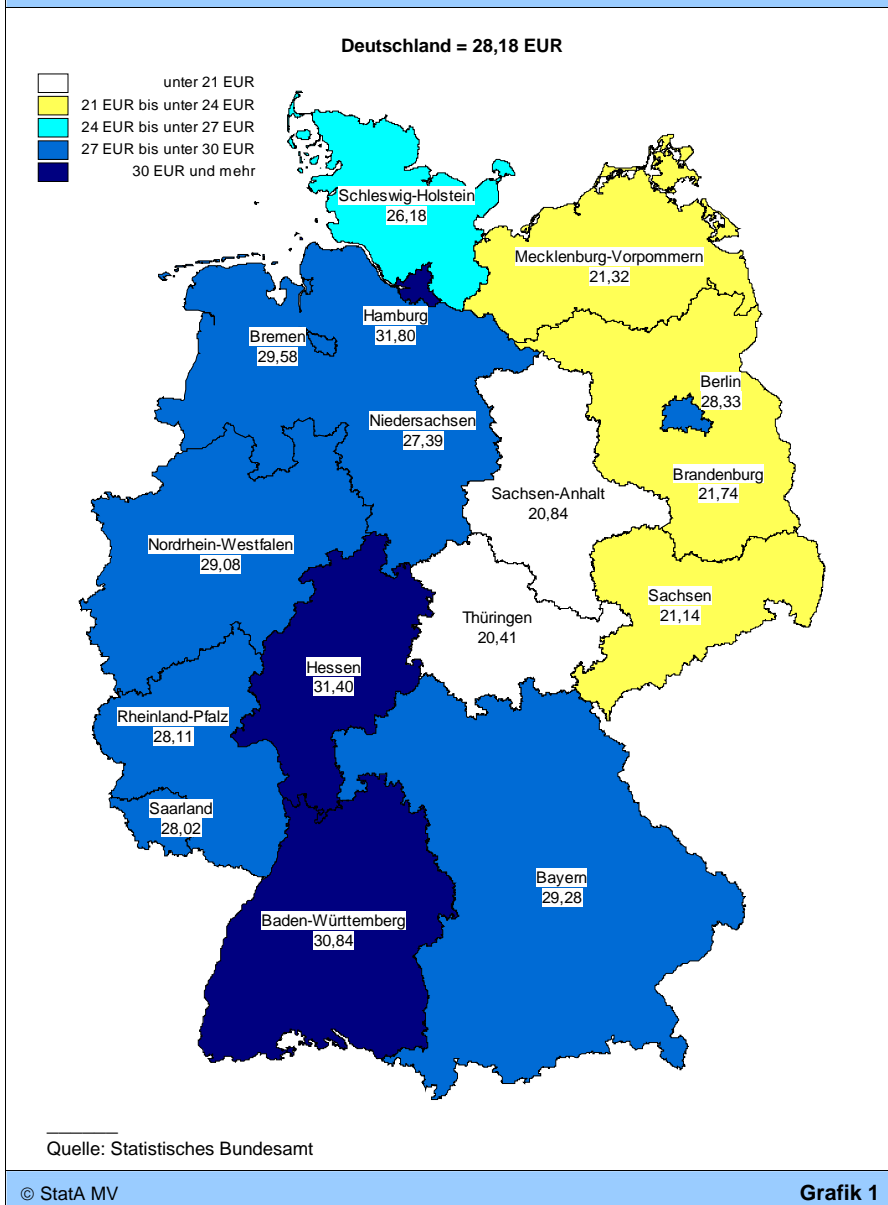 Deutschland = 28,18 EUR
unter 21 EUR
21 EUR bis unter 24 EUR
24 EUR bis unter 27 EUR
27 EUR bis unter 30 EUR
30 EUR und mehr
Schleswig-Holstein
26,18
Mecklenburg-Vorpommern
21,32
Hamburg
31,80
Bremen
29,58
Berlin
28,33
Niedersachsen
27,39
Brandenburg
21,74
Sachsen-Anhalt
20,84
Nordrhein-Westfalen
29,08
Sachsen
21,14
Thüringen
20,41
Hessen
31,40
Rheinland-Pfalz
28,11
Saarland
28,02
Bayern
29,28
Baden-Württemberg
30,84
Quelle: Statistisches Bundesamt
© StatA MV
Grafik 1